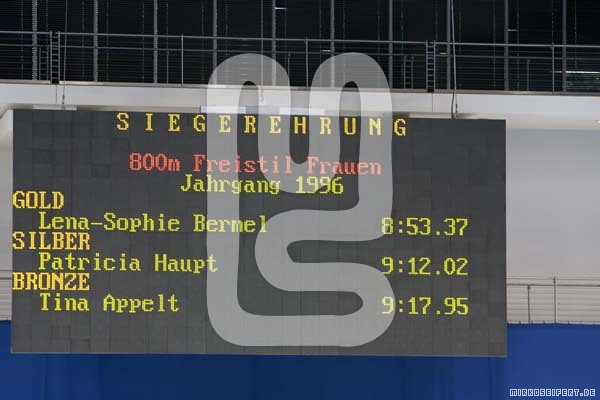 SIEGEREHRUNG
800m Freistil Frauen
Jahrgang 1996
GOLD
Lena-Sophie Bermel 8:53.37
SILBER
Patricia Haupt 9:12.02
BRONZE
Tina Appelt 9:17.95
MIRKOSEIFERT.DE